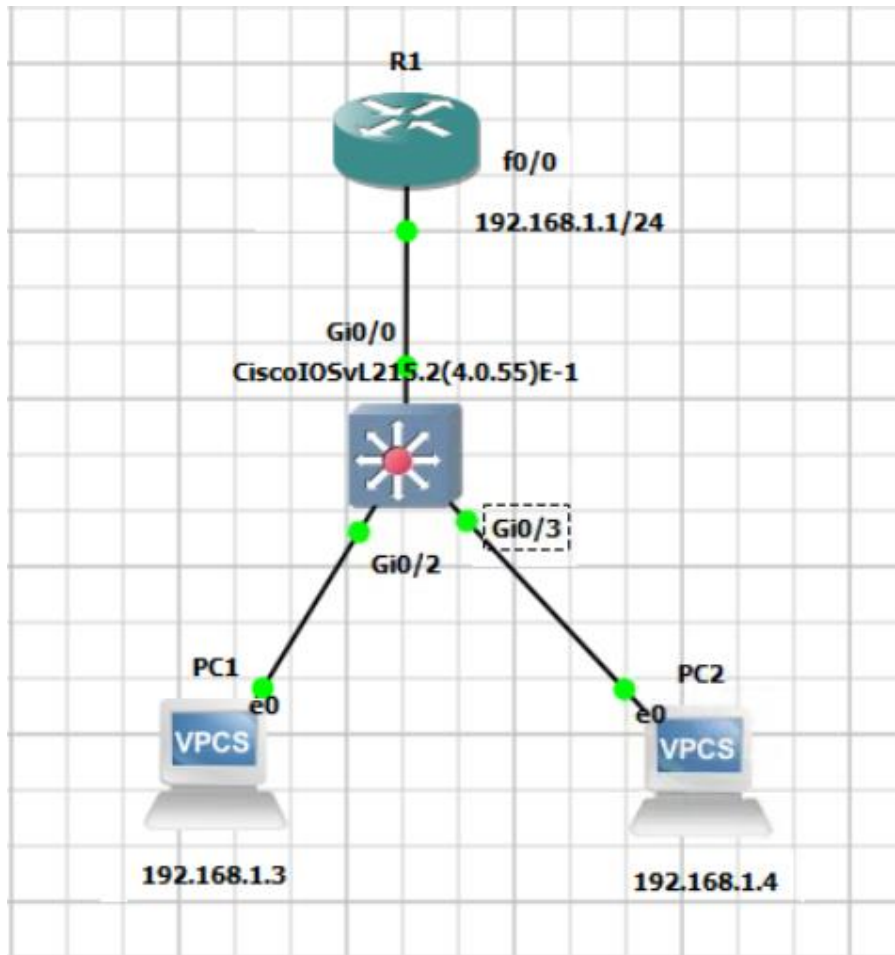 R1
f0/0
192.168.1.1/24
Gi0/0
CiscoIOSvL215.2(4.0.55)E-1
Gi0/3
Gi0/2
PC1
PC2
e0
e0
VPCS
VPCS
192.168.1.3
192.168.1.4